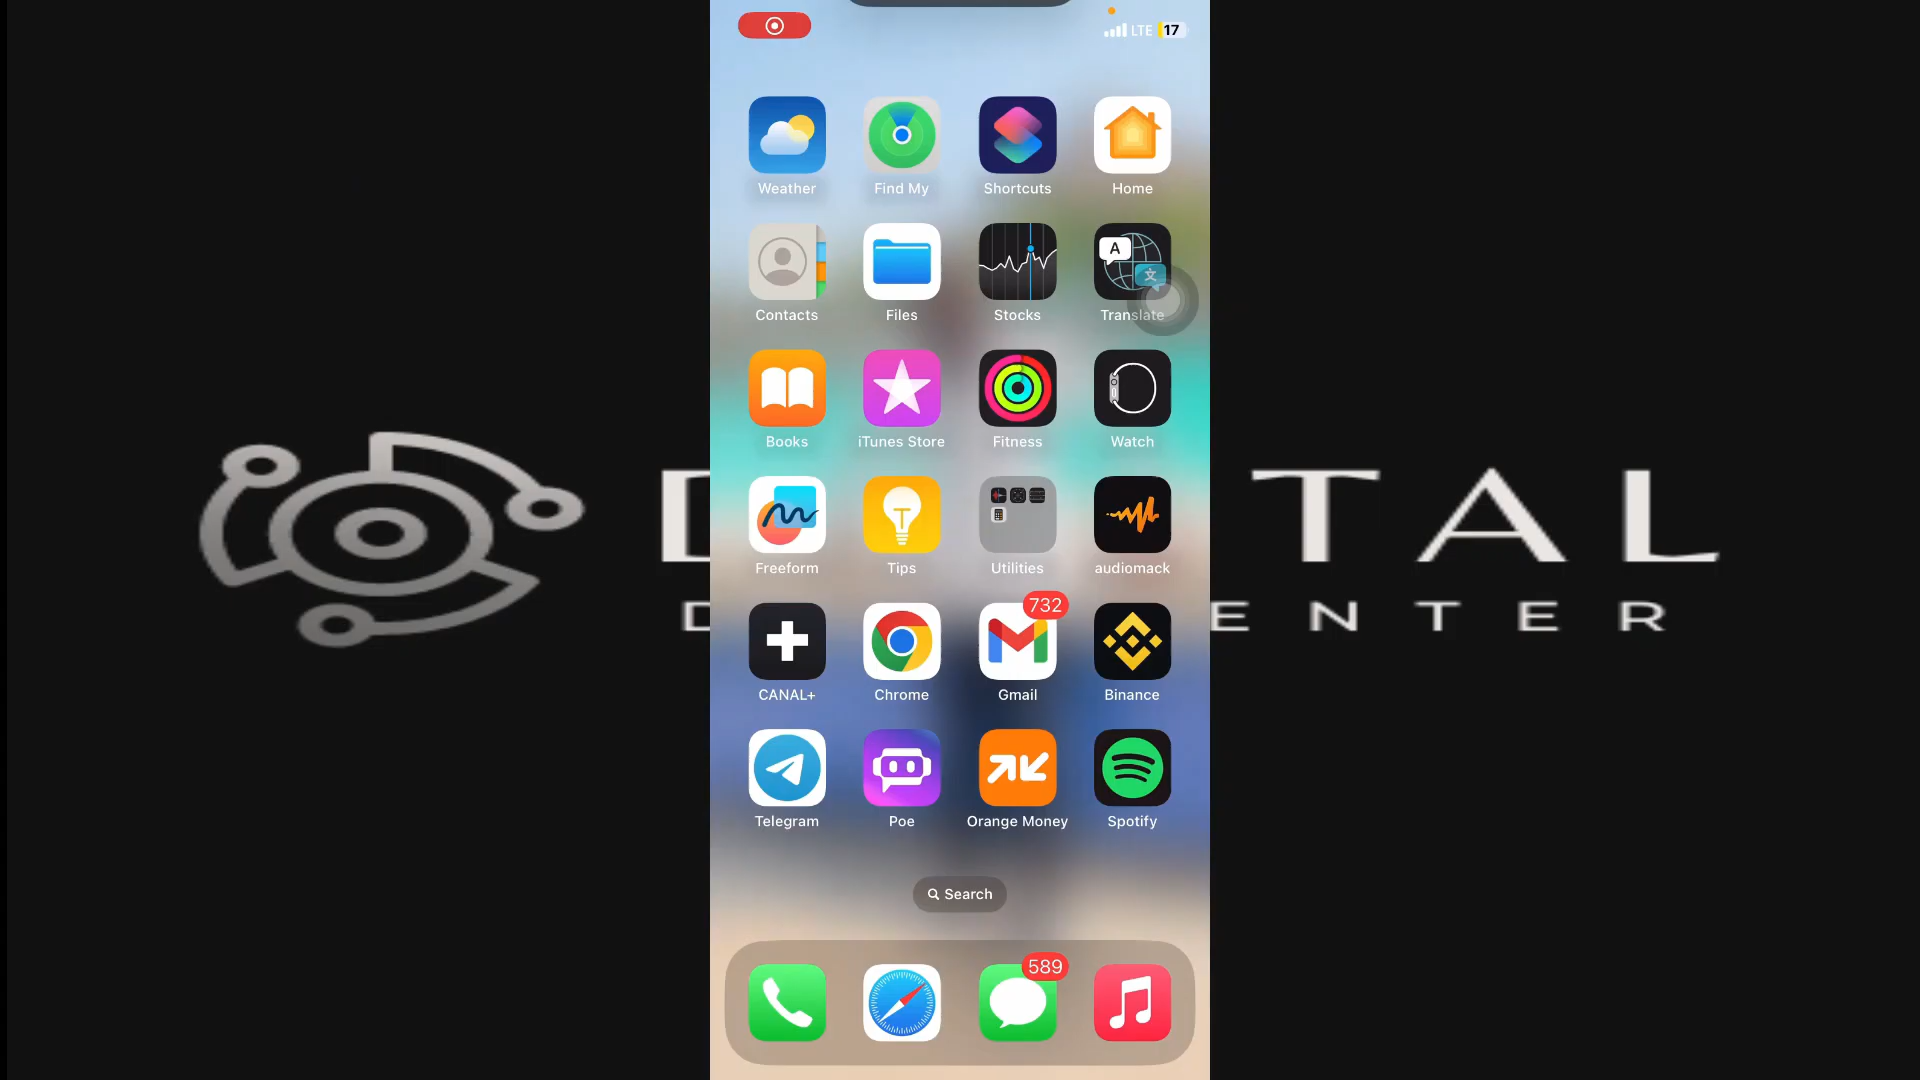 LTE 17
Weather Find My Shortcuts Home
A 文
Contacts Files Stocks Translate
Books iTunes Store Fitness Watch
Freeform Tips Utilities audiomack
732
CANAL+ Chrome Gmail Binance
Telegram Poe Orange Money Spotify
Search
589
D TAL
D ENTER